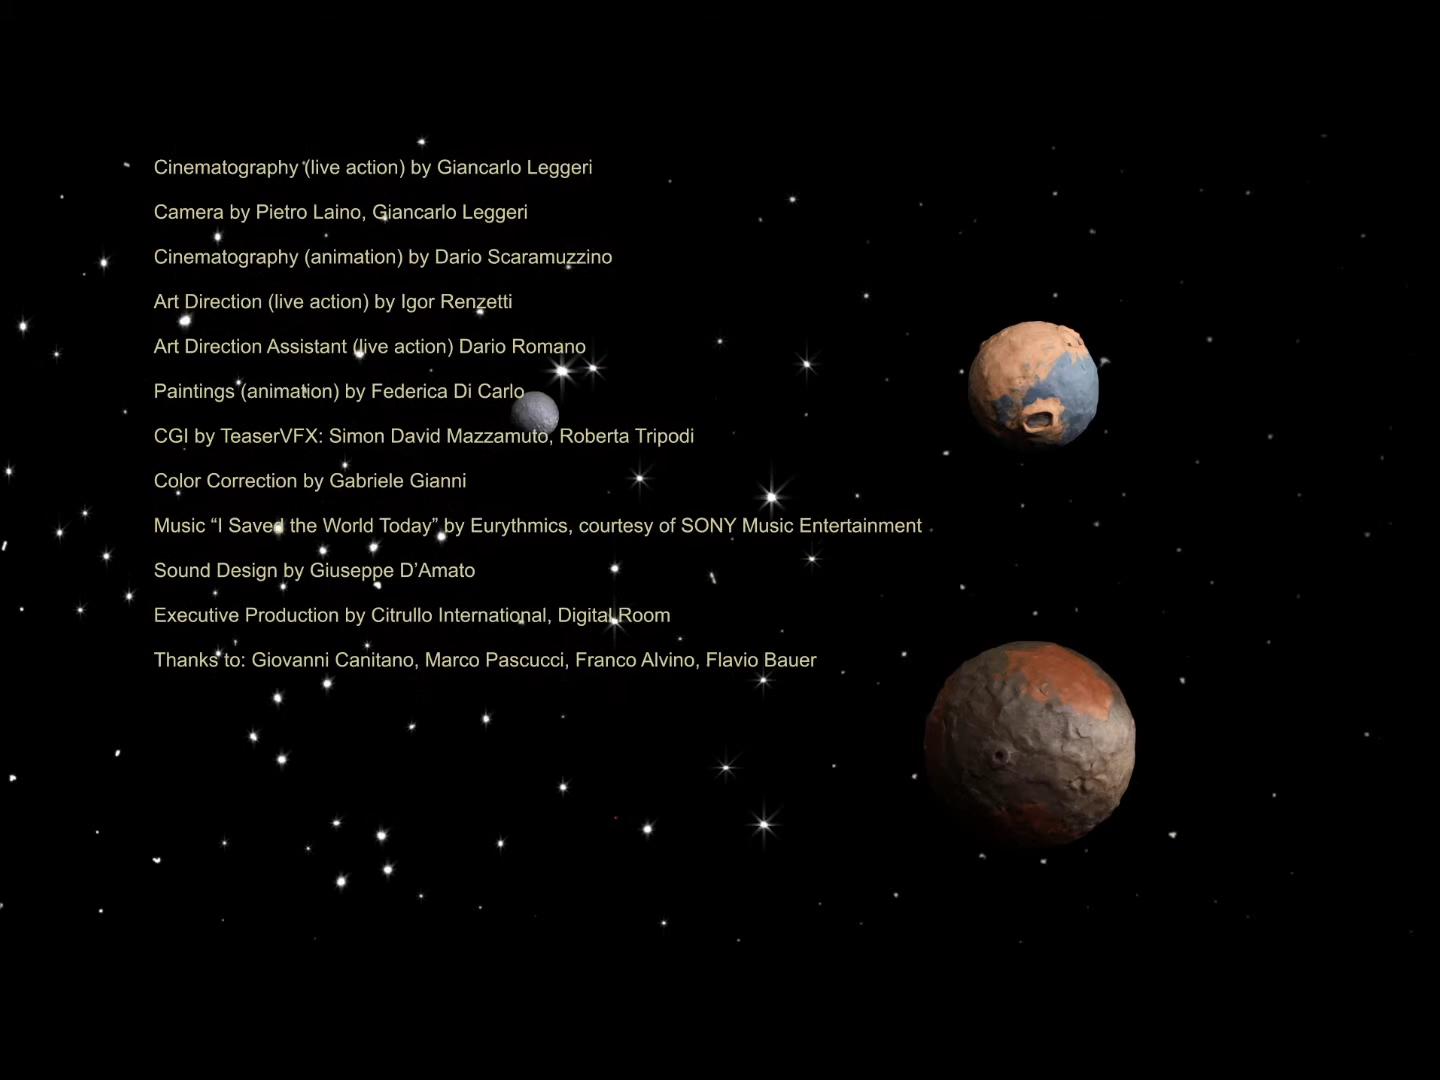 Cinematography (live action) by Giancarlo Leggeri
Camera by Pietro Laino, Giancarlo Leggeri
Cinematography (animation) by Dario Scaramuzzino
Art Direction (live action) by Igor Renzetti
Art Direction Assistant (live action) Dario Romano
Paintings (animation) by Federica Di Carlo
CGI by TeaserVFX: Simon David Mazzamuto, Roberta Tripodi
Color Correction by Gabriele Gianni
Music “I Saved the World Today” by Eurythmics, courtesy of SONY Music Entertainment
Sound Design by Giuseppe D’Amato
Executive Production by Citrullo International, Digital Room
Thanks to: Giovanni Canitano, Marco Pascucci, Franco Alvino, Flavio Bauer